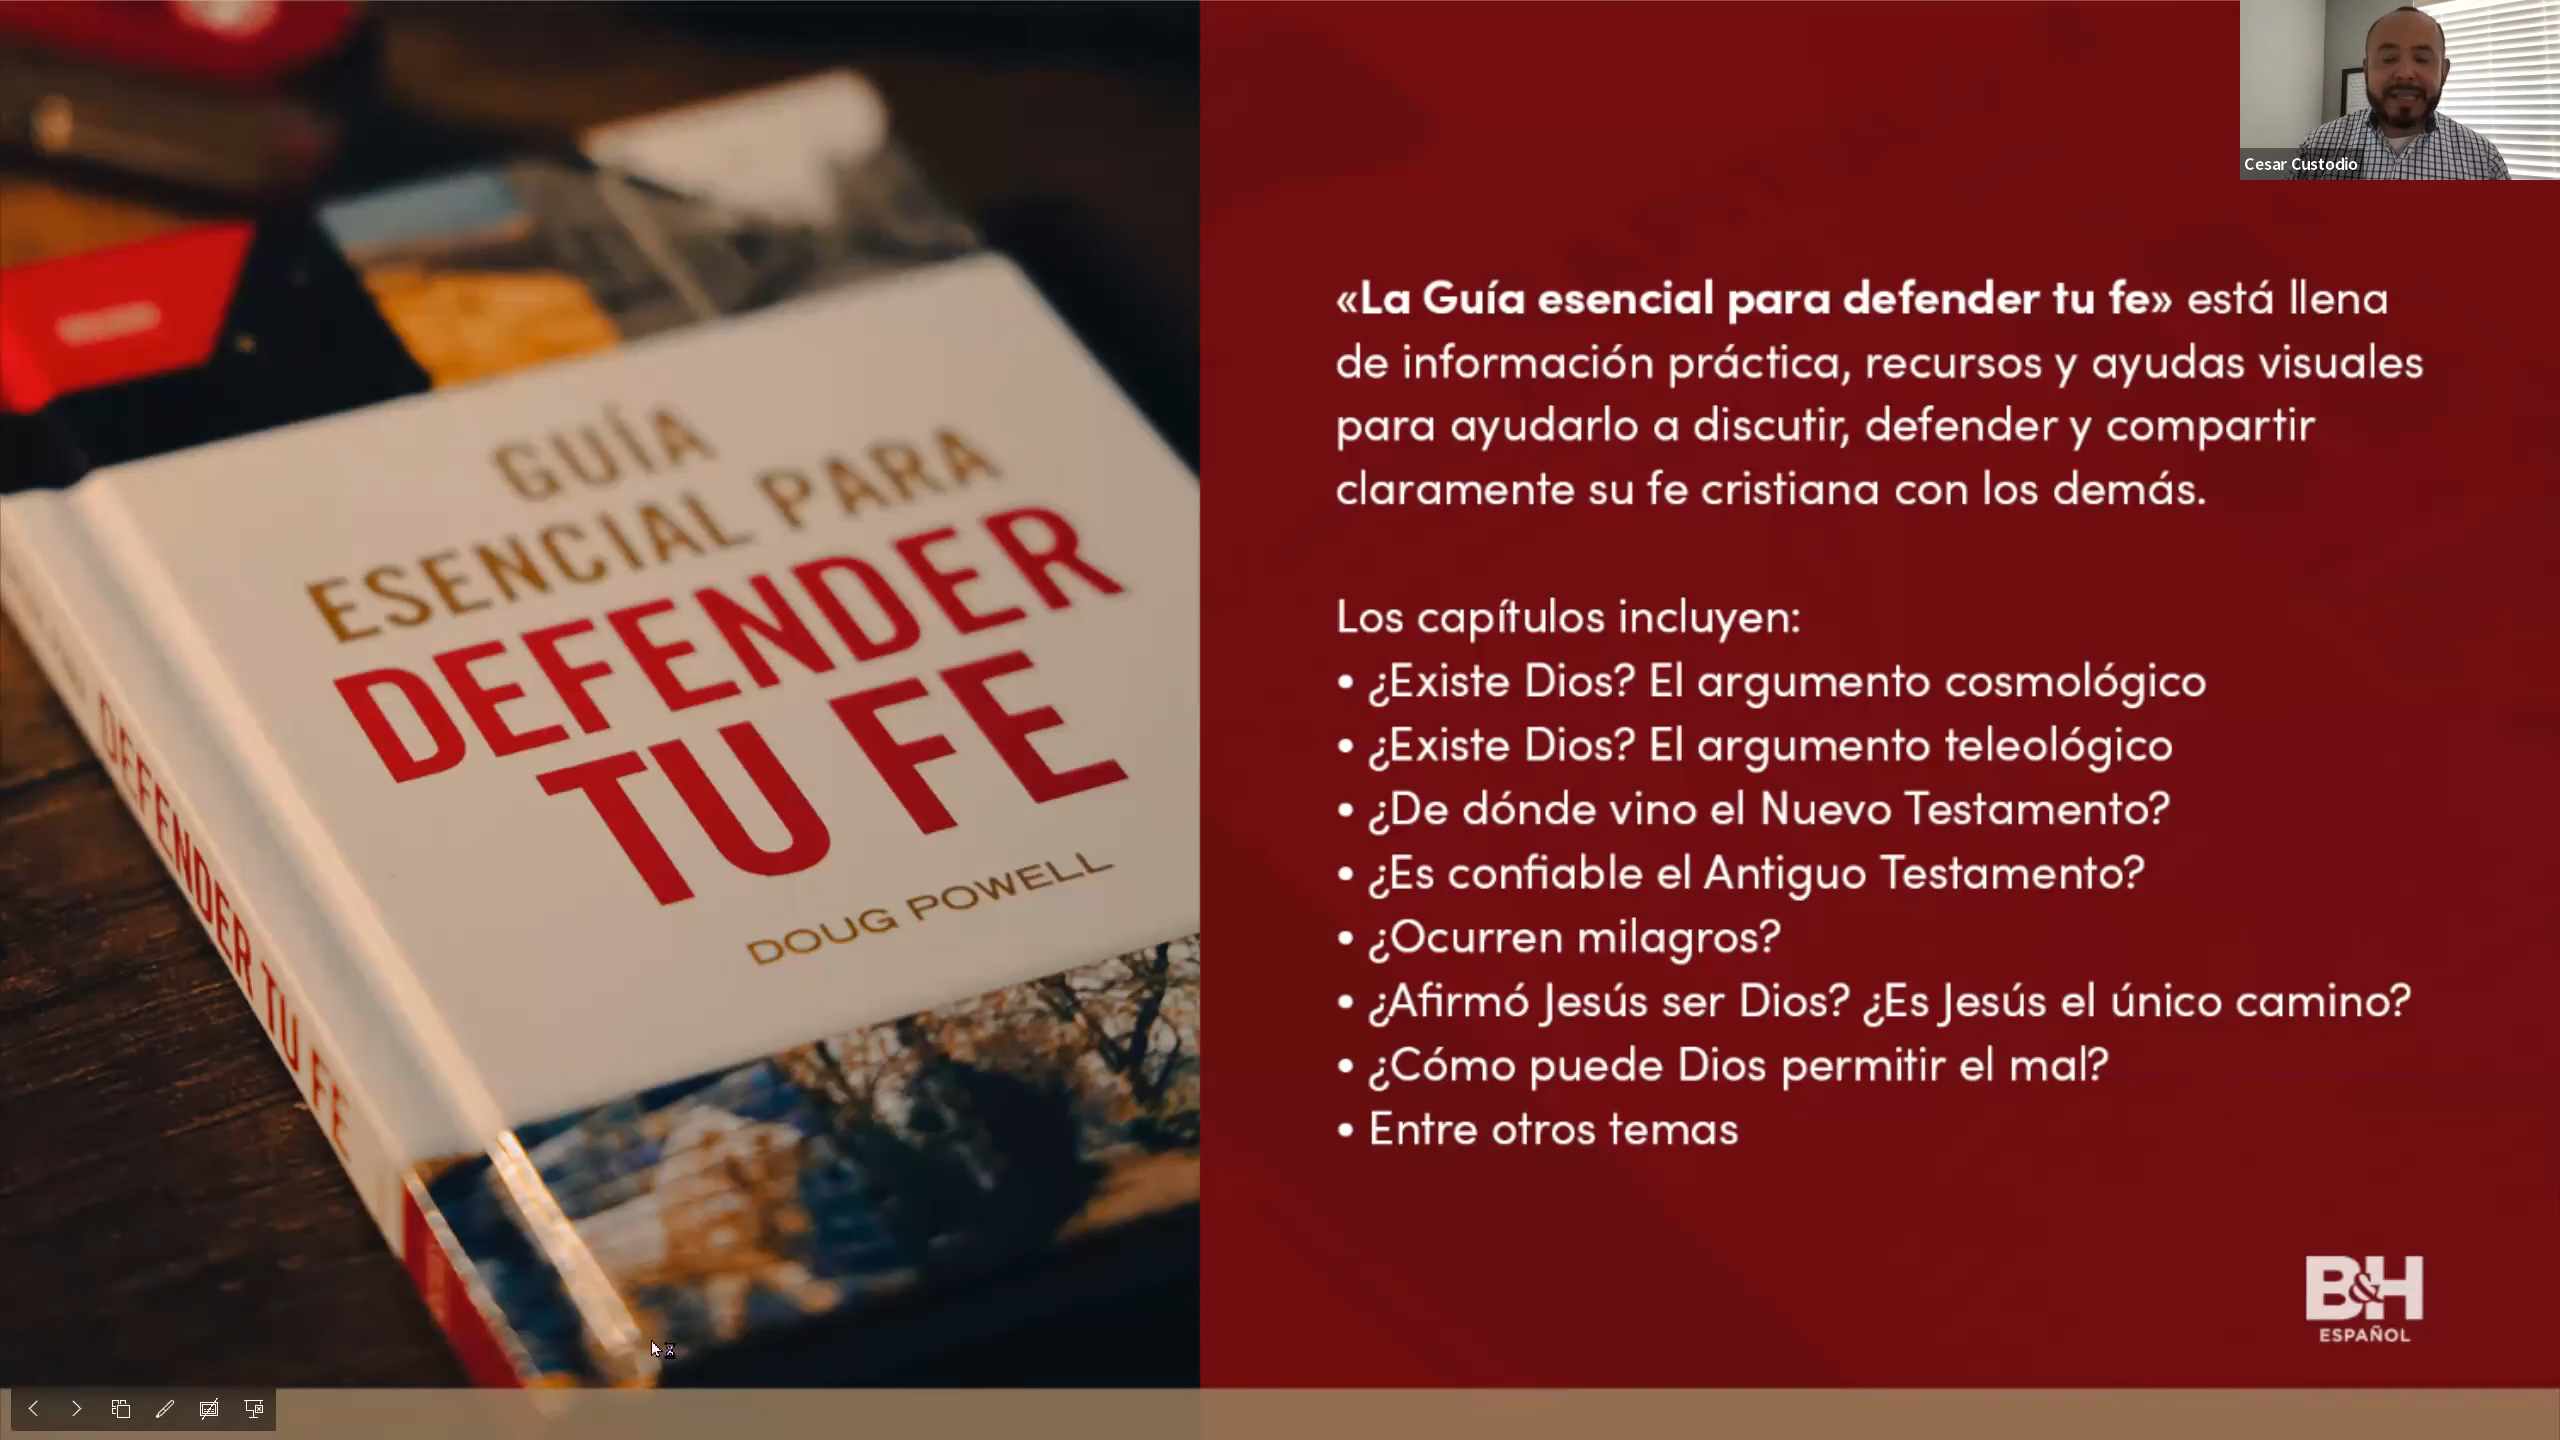 Cesar Custodio
GUÍA
ESENCIAL PARA
DEFENDER
TU FE
DOUG POWELL
DEFENDER TU FE
«La Guía esencial para defender tu fe» está llena
de información práctica, recursos y ayudas visuales
para ayudarlo a discutir, defender y compartir
claramente su fe cristiana con los demás.
Los capítulos incluyen:
• ¿Existe Dios? El argumento cosmológico
• ¿Existe Dios? El argumento teleológico
• ¿De dónde vino el Nuevo Testamento?
• ¿Es confiable el Antiguo Testamento?
• ¿Ocurren milagros?
• ¿Afirmó Jesús ser Dios? ¿Es Jesús el único camino?
• ¿Cómo puede Dios permitir el mal?
• Entre otros temas
B&H
ESPAÑOL